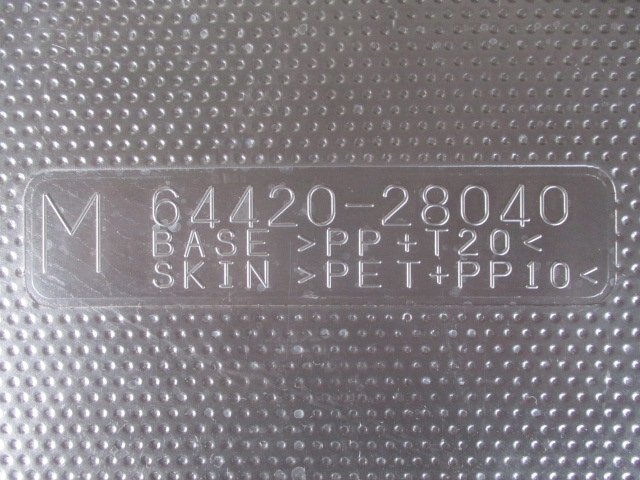 M 64420-28040
BASE >PP+T20<
SKIN >PET+PP10<